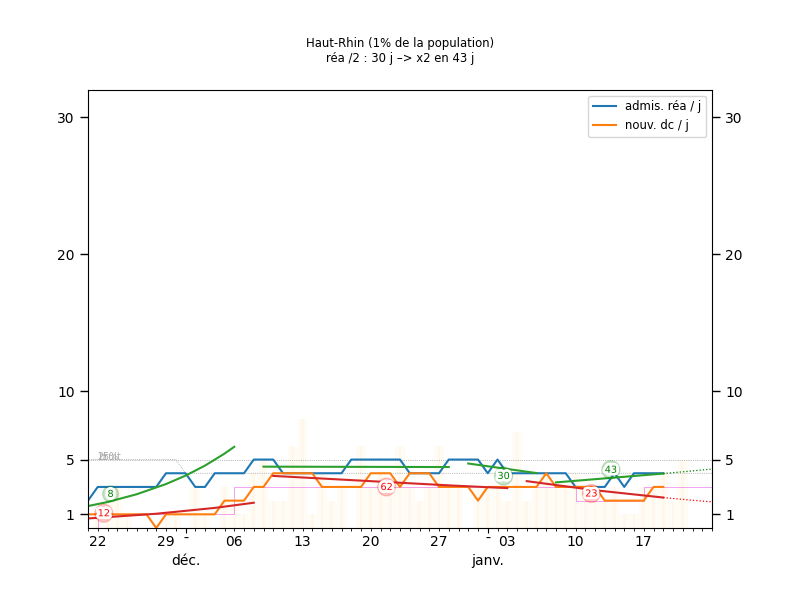 Haut-Rhin (1% de la population)
réa /2 : 30 j –> x2 en 43 j
admis. réa / j
nouv. dc / j
30 30
20 20
10 10
5 5
1 1
8
12
62
30
43
23
22 29 - 06 13 20 27 - 03 10 17
déc. janv.